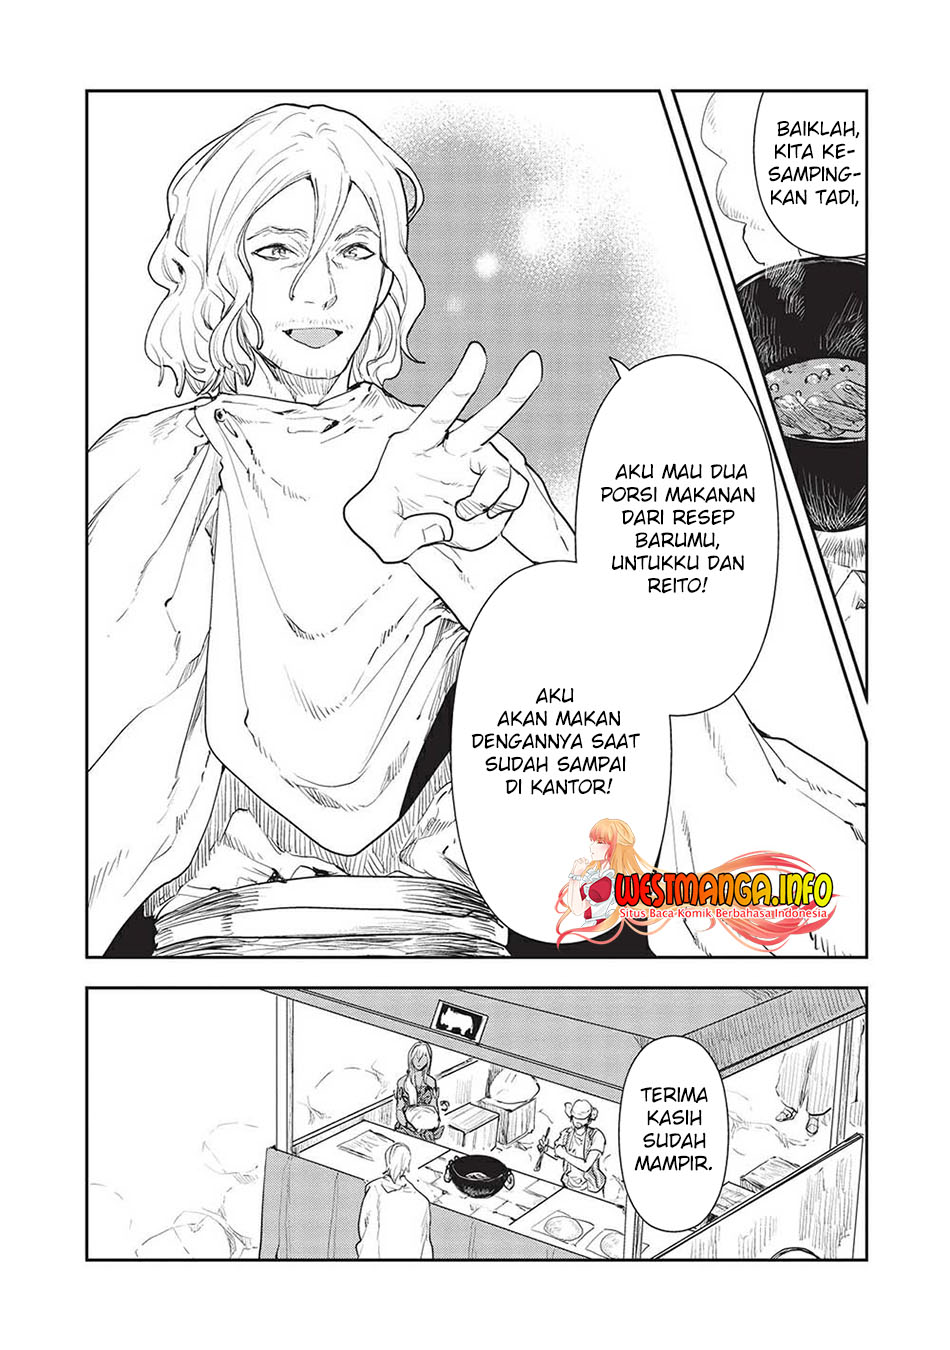 BAIKLAH,
KITA KE-
SAMPING-
KAN TADI,
AKU MAU DUA
PORSI MAKANAN
DARI RESEP
BARUMU,
UNTUKKU DAN
REITO!
AKU
AKAN MAKAN
DENGANNYA SAAT
SUDAH SAMPAI
DI KANTOR!
WESTMANGA.INFO
Situs Baca Komik Berbahasa Indonesia
TERIMA
KASIH
SUDAH
MAMPIR.